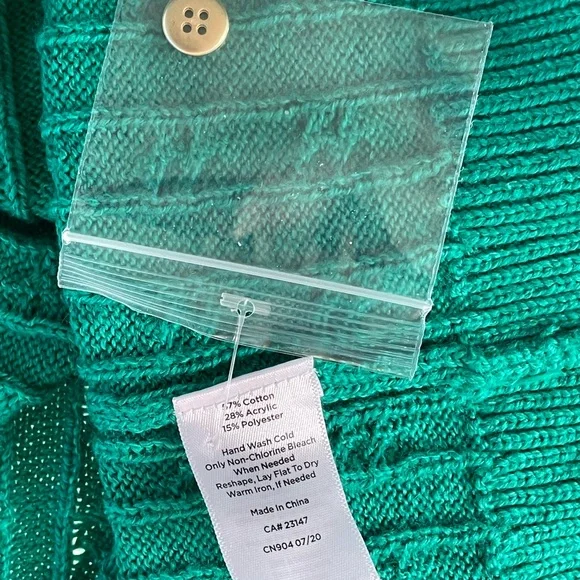 57% Cotton
28% Acrylic
15% Polyester
Hand Wash Cold
Only Non-Chlorine Bleach
When Needed
Reshape, Lay Flat To Dry
Warm Iron, If Needed
Made in China
CA# 23147
CN904 07/20